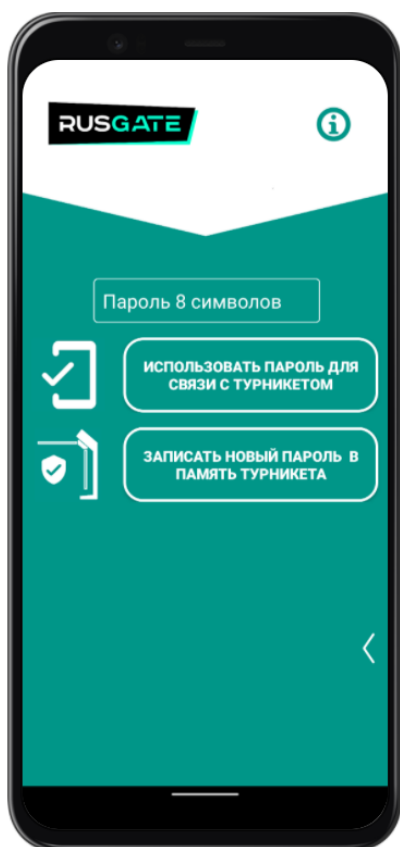 RUSGATE
Пароль 8 символов
ИСПОЛЬЗОВАТЬ ПАРОЛЬ ДЛЯ
СВЯЗИ С ТУРНИКЕТОМ
ЗАПИСАТЬ НОВЫЙ ПАРОЛЬ В
ПАМЯТЬ ТУРНИКЕТА